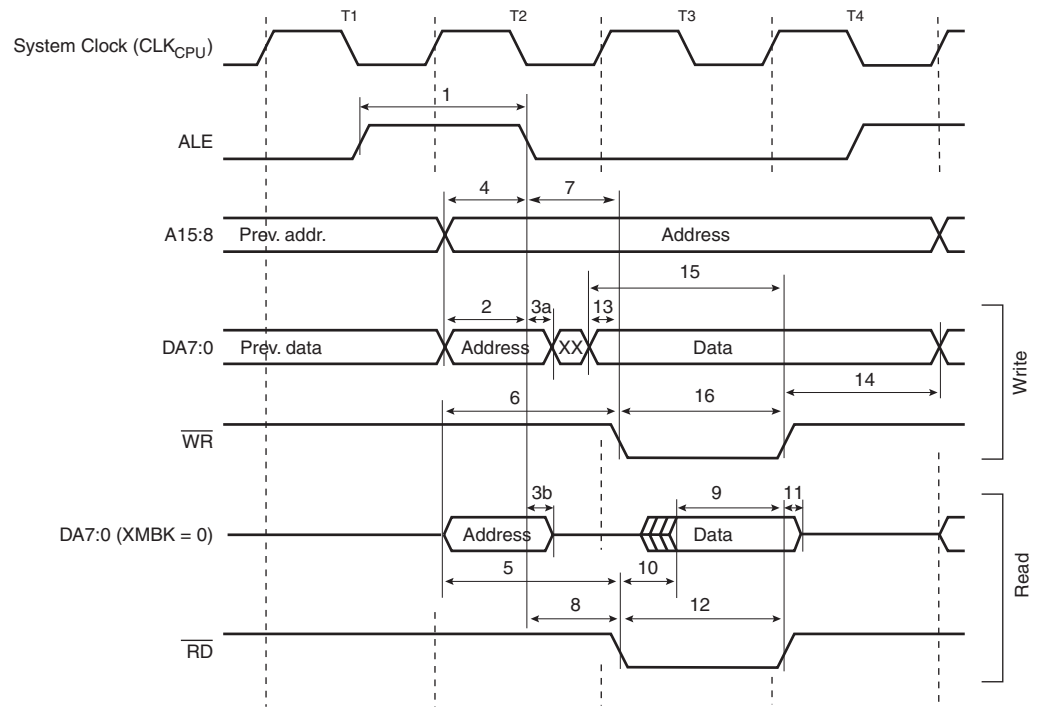 T1 T2 T3 T4
System Clock (CLKCPU)
1
ALE
4 7
A15:8 Prev. addr. Address
15
2 3a 13
DA7:0 Prev. data Address XX Data
14
6 16
WR
Write
3b 9 11
DA7:0 (XMBK = 0) Address Data
5 10
8 12
RD
Read